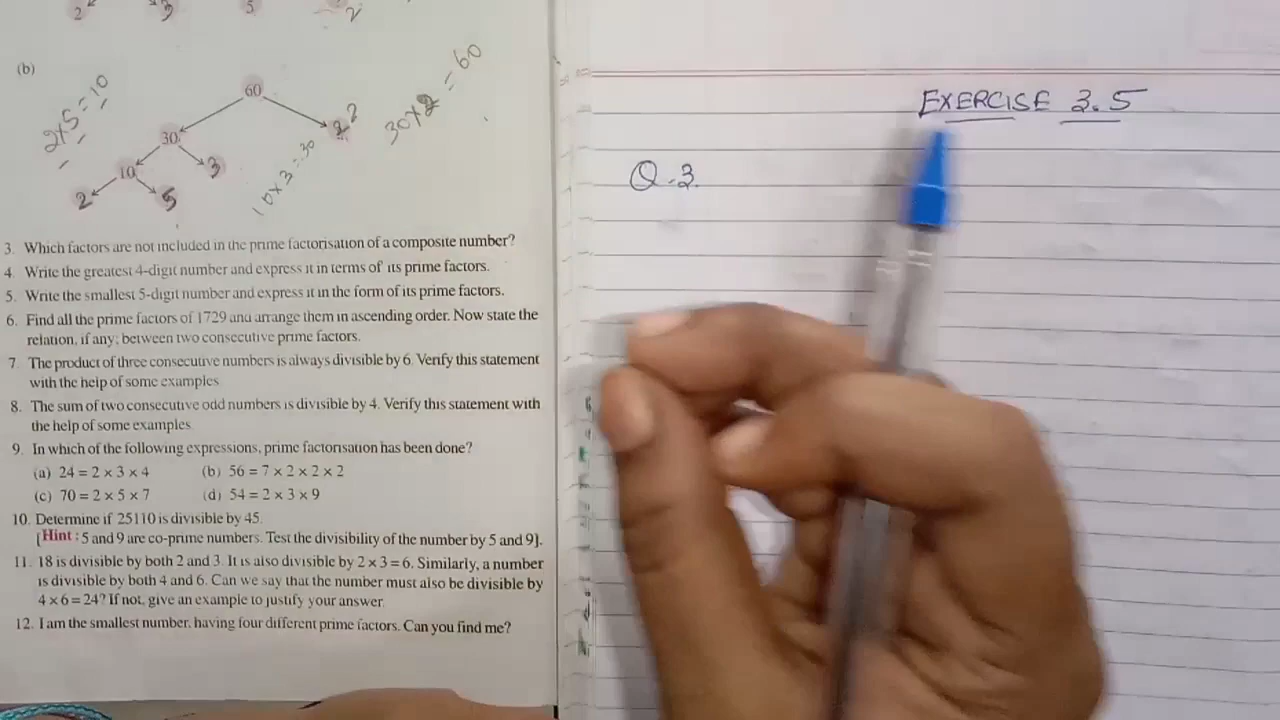 2 3 5 2
(b)
2×5=10
60
30×2=60
30
2 2
10×3=30
10
3
2
5
3. Which factors are not included in the prime factorisation of a composite number?
4. Write the greatest 4-digit number and express it in terms of its prime factors.
5. Write the smallest 5-digit number and express it in the form of its prime factors.
6. Find all the prime factors of 1729 and arrange them in ascending order. Now state the
relation, if any; between two consecutive prime factors.
7. The product of three consecutive numbers is always divisible by 6. Verify this statement
with the help of some examples
8. The sum of two consecutive odd numbers is divisible by 4. Verify this statement with
the help of some examples
9. In which of the following expressions, prime factorisation has been done?
(a) 24 = 2 × 3 × 4 (b) 56 = 7 × 2 × 2 × 2
(c) 70 = 2 × 5 × 7 (d) 54 = 2 × 3 × 9
10. Determine if 25110 is divisible by 45.
[Hint : 5 and 9 are co-prime numbers. Test the divisibility of the number by 5 and 9].
11. 18 is divisible by both 2 and 3. It is also divisible by 2 × 3 = 6. Similarly, a number
is divisible by both 4 and 6. Can we say that the number must also be divisible by
4 × 6 = 24? If not, give an example to justify your answer.
12. I am the smallest number, having four different prime factors. Can you find me?
EXERCISE 3.5
Q.3.